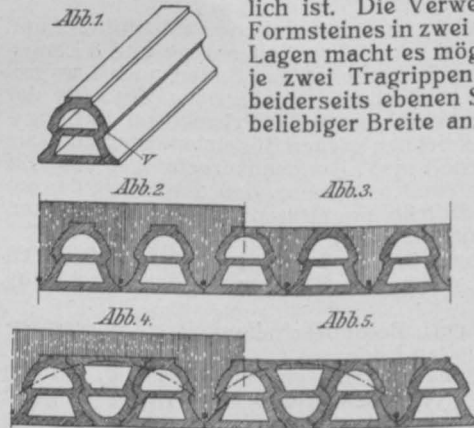 Abb.1.
V
lich ist. Die Verwe
Formsteines in zwei
Lagen macht es mög
je zwei Tragrippen
beiderseits ebenen S
beliebiger Breite an
Abb.2. Abb.3.
Abb.4. Abb.5.